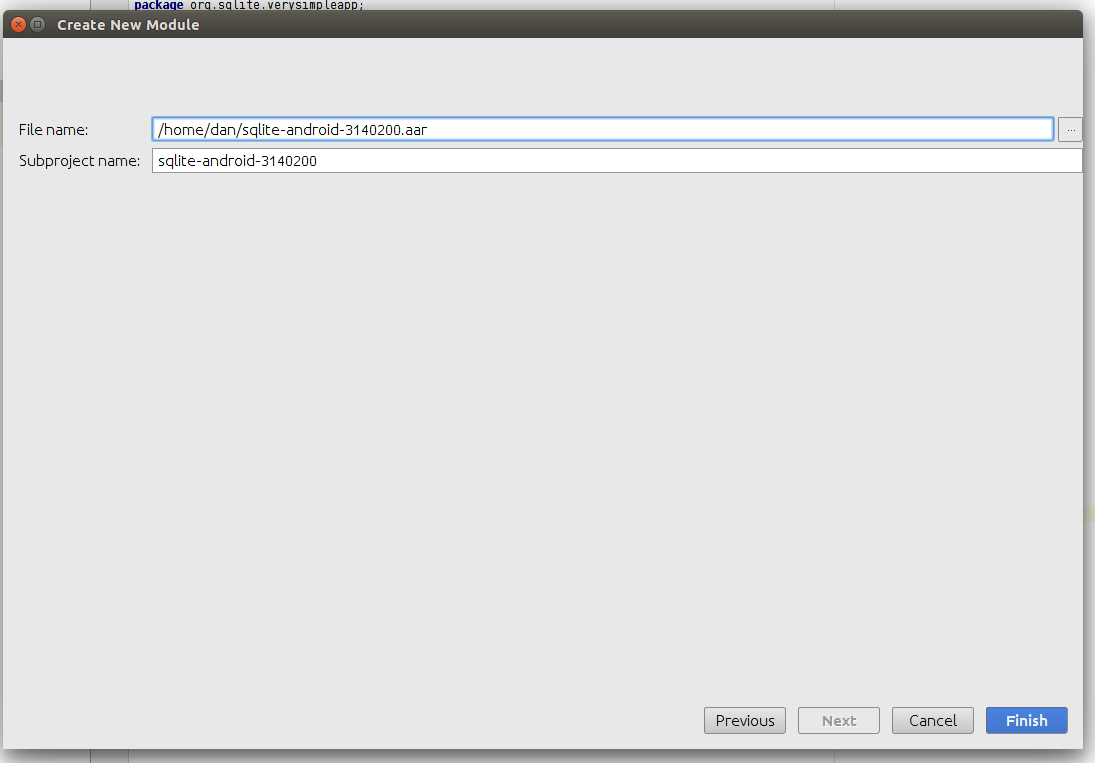 package org.sqlite.verysimpleapp;
Create New Module
File name: /home/dan/sqlite-android-3140200.aar ...
Subproject name: sqlite-android-3140200
Previous Next Cancel Finish